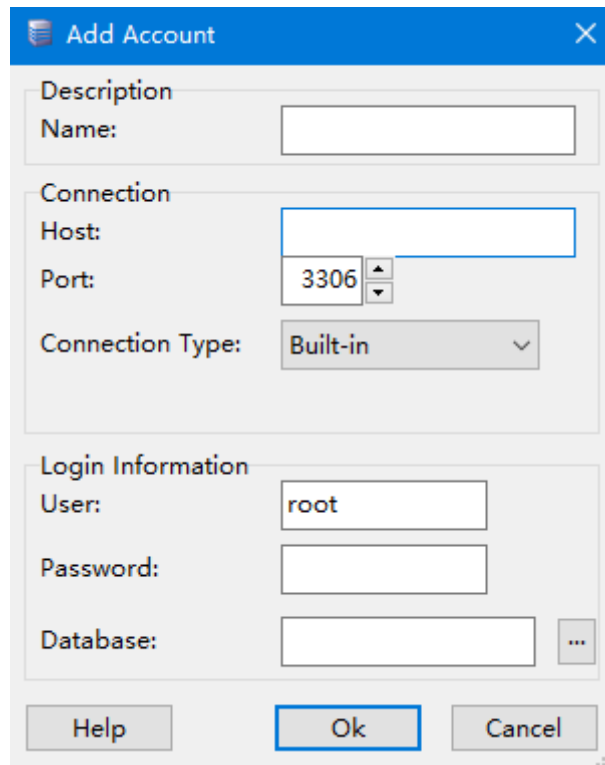 Add Account
Description
Name:
Connection
Host:
Port: 3306
Connection Type: Built-in
Login Information
User: root
Password:
Database: ...
Help Ok Cancel